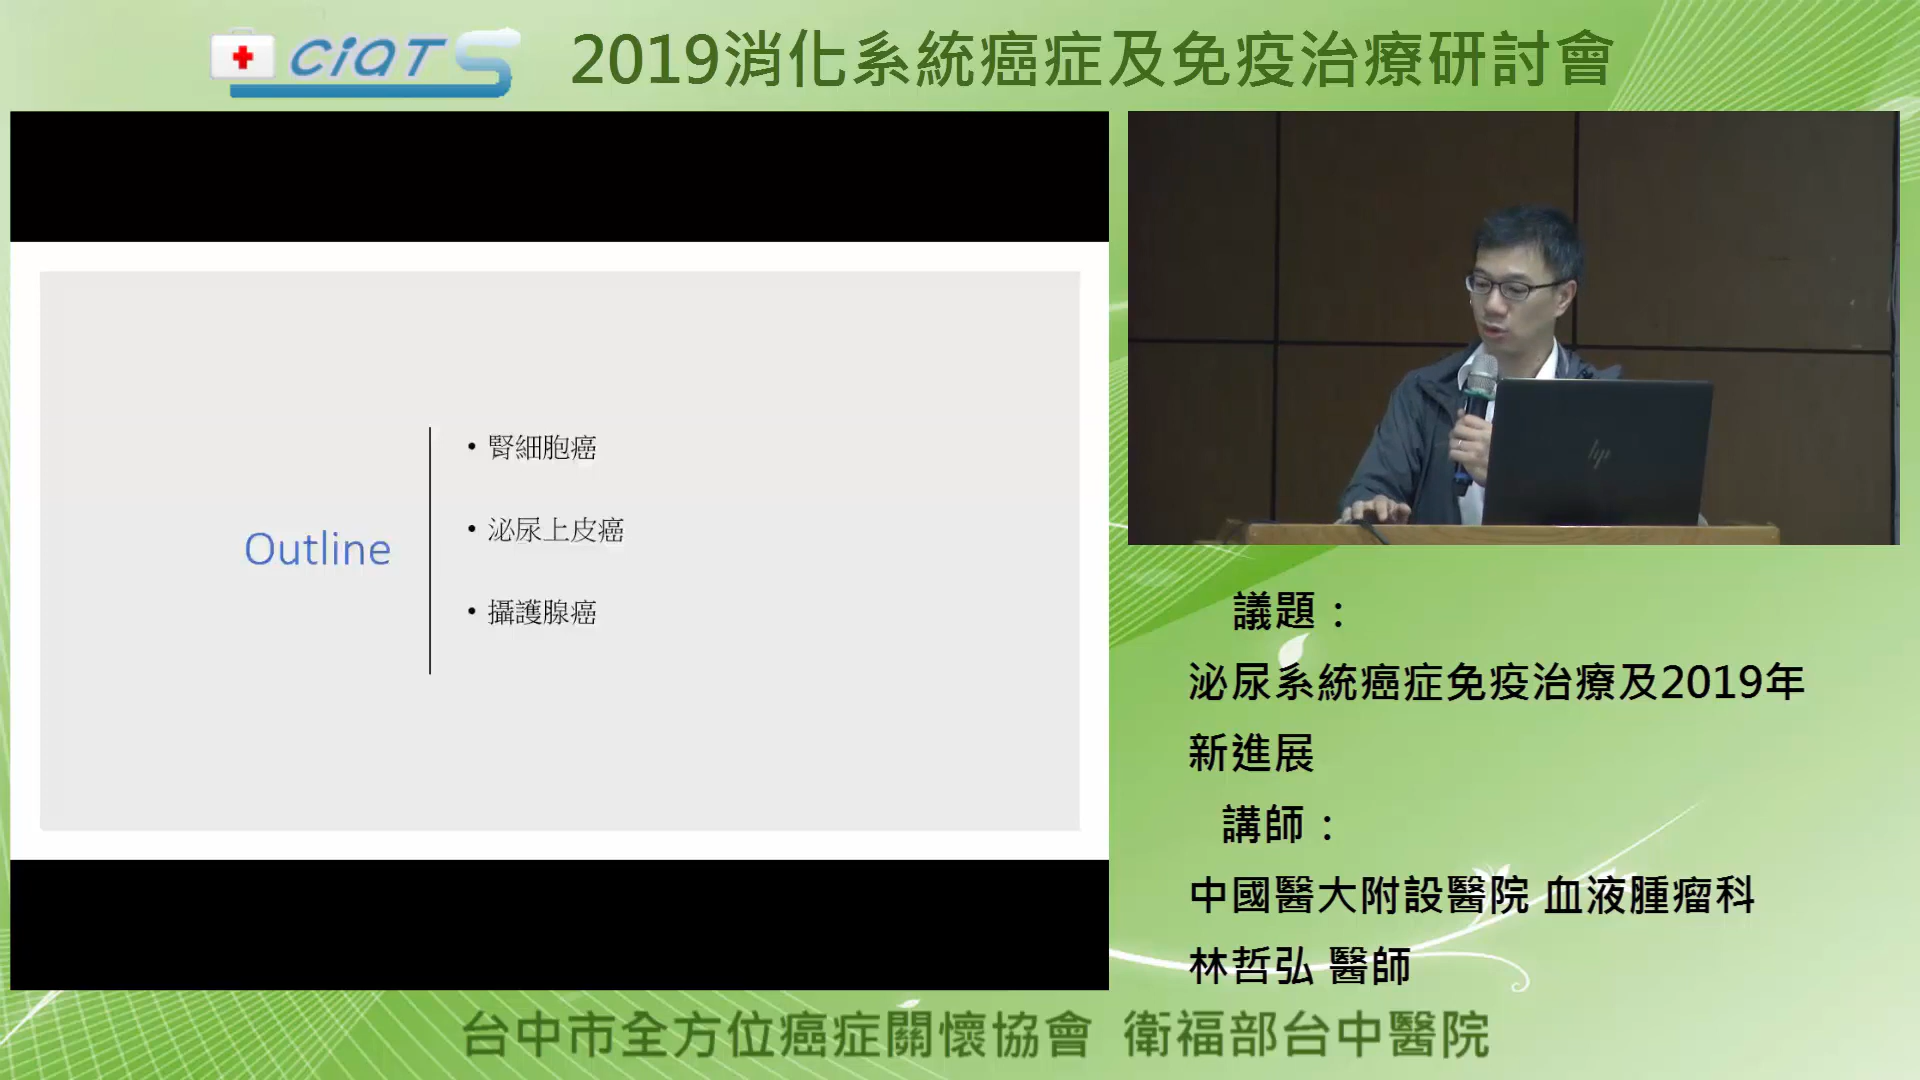 CiATS 2019消化系統癌症及免疫治療研討會
Outline
• 腎細胞癌
• 泌尿上皮癌
• 攝護腺癌
hp
議題：
泌尿系統癌症免疫治療及2019年
新進展
講師：
中國醫大附設醫院 血液腫瘤科
林哲弘 醫師
台中市全方位癌症關懷協會 衛福部台中醫院